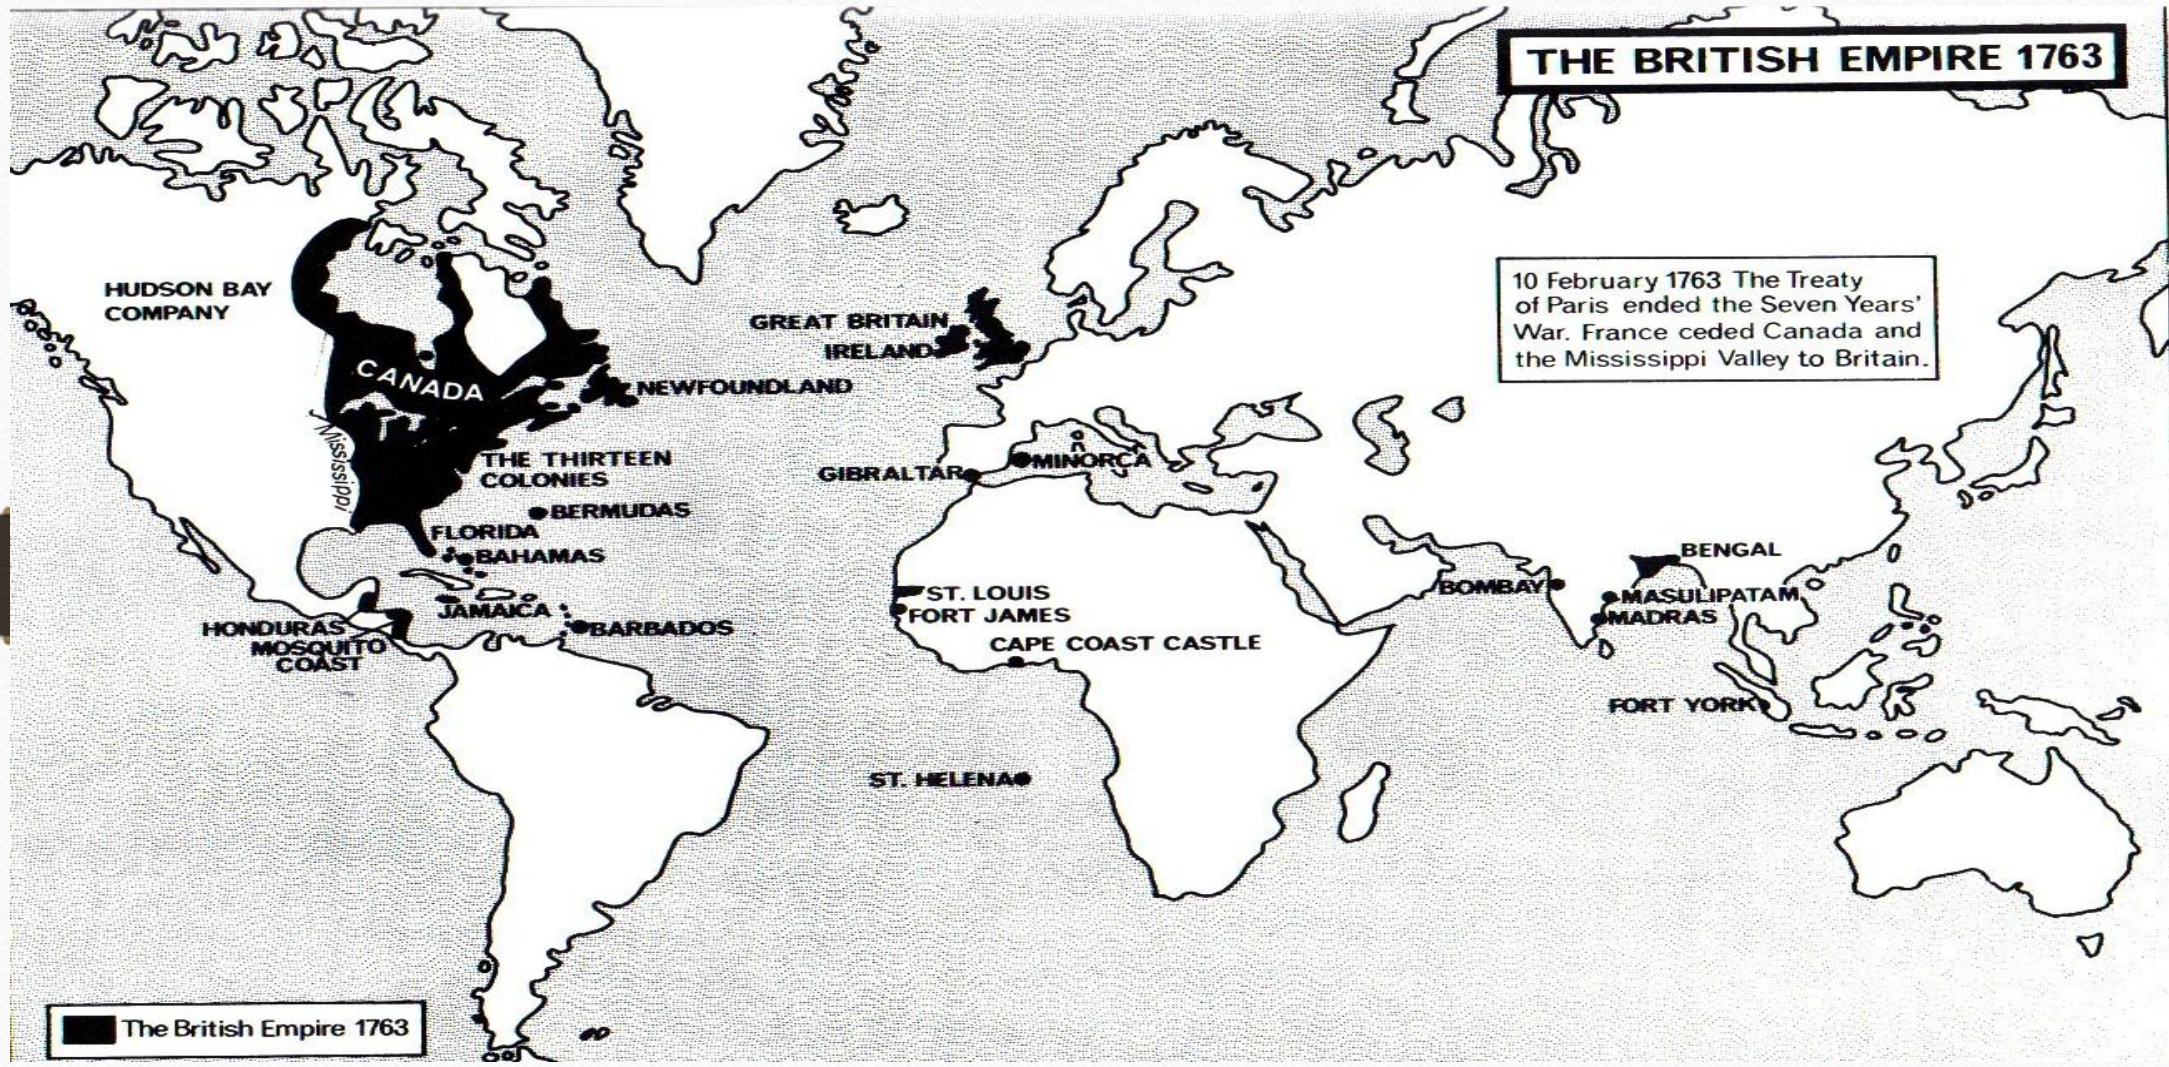 THE BRITISH EMPIRE 1763
10 February 1763 The Treaty
of Paris ended the Seven Years'
War. France ceded Canada and
the Mississippi Valley to Britain.
HUDSON BAY
COMPANY
GREAT BRITAIN
IRELAND
CANADA
NEWFOUNDLAND
Mississippi
THE THIRTEEN
COLONIES
GIBRALTAR
MINORCA
BERMUDAS
FLORIDA
BAHAMAS
BENGAL
ST. LOUIS
BOMBAY
MASULIPATAM
JAMAICA
FORT JAMES
MADRAS
HONDURAS
BARBADOS
MOSQUITO
COAST
CAPE COAST CASTLE
FORT YORK
ST. HELENA
The British Empire 1763